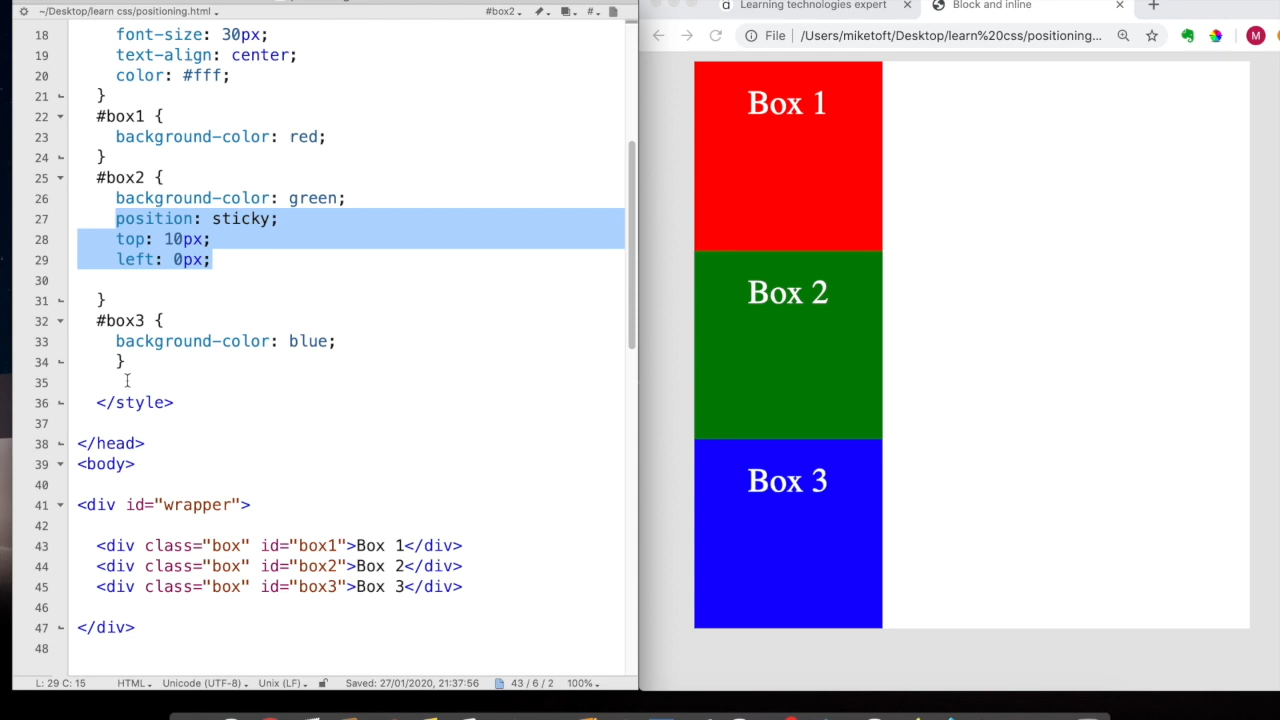 ~/Desktop/learn css/positioning.html
#box2
#
18 font-size: 30px;
19 text-align: center;
20 color: #fff;
21 }
22 #box1 {
23 background-color: red;
24 }
25 #box2 {
26 background-color: green;
27 position: sticky;
28 top: 10px;
29 left: 0px;
30
31 }
32 #box3 {
33 background-color: blue;
34 }
35
36 </style>
37
38 </head>
39 <body>
40
41 <div id="wrapper">
42
43 <div class="box" id="box1">Box 1</div>
44 <div class="box" id="box2">Box 2</div>
45 <div class="box" id="box3">Box 3</div>
46
47 </div>
48
L: 29 C: 15 HTML Unicode (UTF-8) Unix (LF) Saved: 27/01/2020, 21:37:56 43 / 6 / 2 100%
Learning technologies expert
Block and inline
File /Users/miketoft/Desktop/learn%20css/positioning...
M
Box 1
Box 2
Box 3